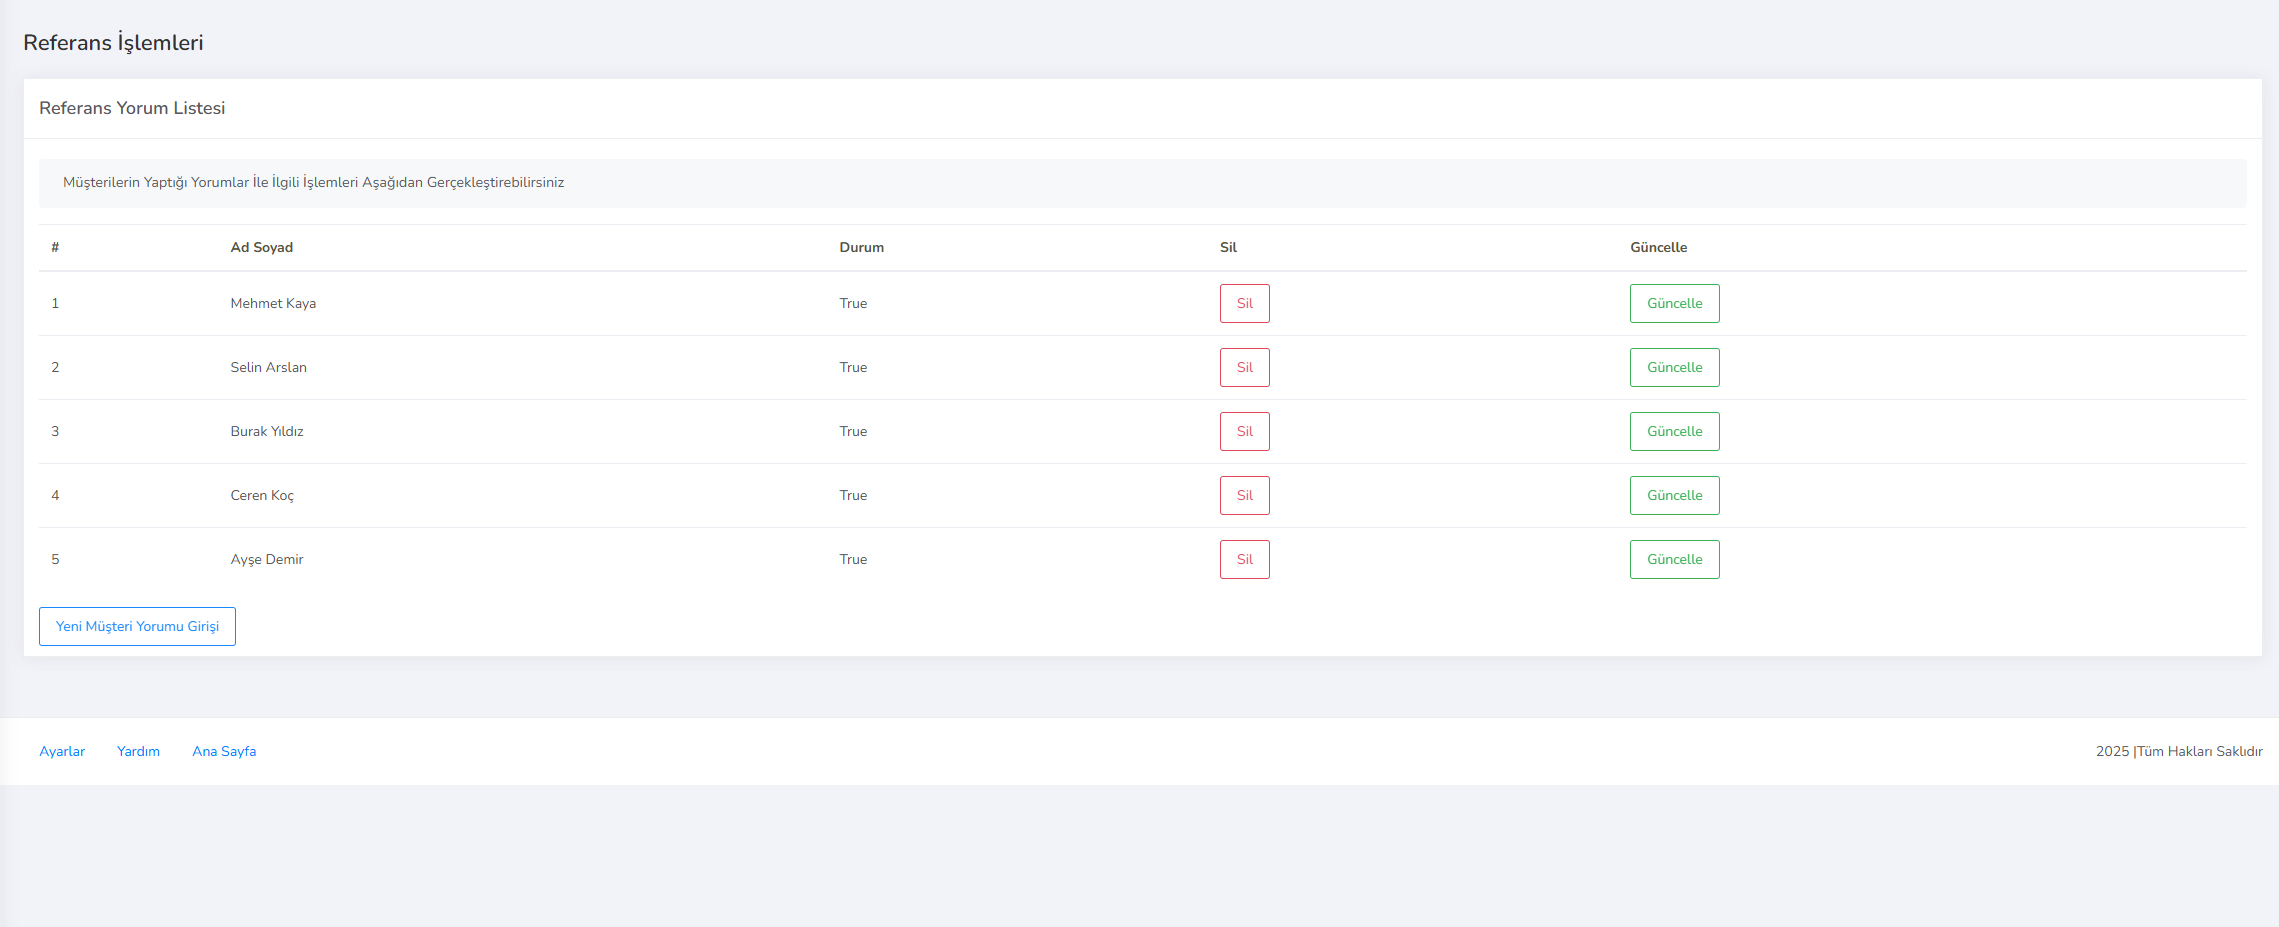 Referans İşlemleri
Referans Yorum Listesi
Müşterilerin Yaptığı Yorumlar İle İlgili İşlemleri Aşağıdan Gerçekleştirebilirsiniz
# Ad Soyad Durum Sil Güncelle
1 Mehmet Kaya True Sil Güncelle
2 Selin Arslan True Sil Güncelle
3 Burak Yıldız True Sil Güncelle
4 Ceren Koç True Sil Güncelle
5 Ayşe Demir True Sil Güncelle
Yeni Müşteri Yorumu Girişi
Ayarlar Yardım Ana Sayfa 2025 |Tüm Hakları Saklıdır